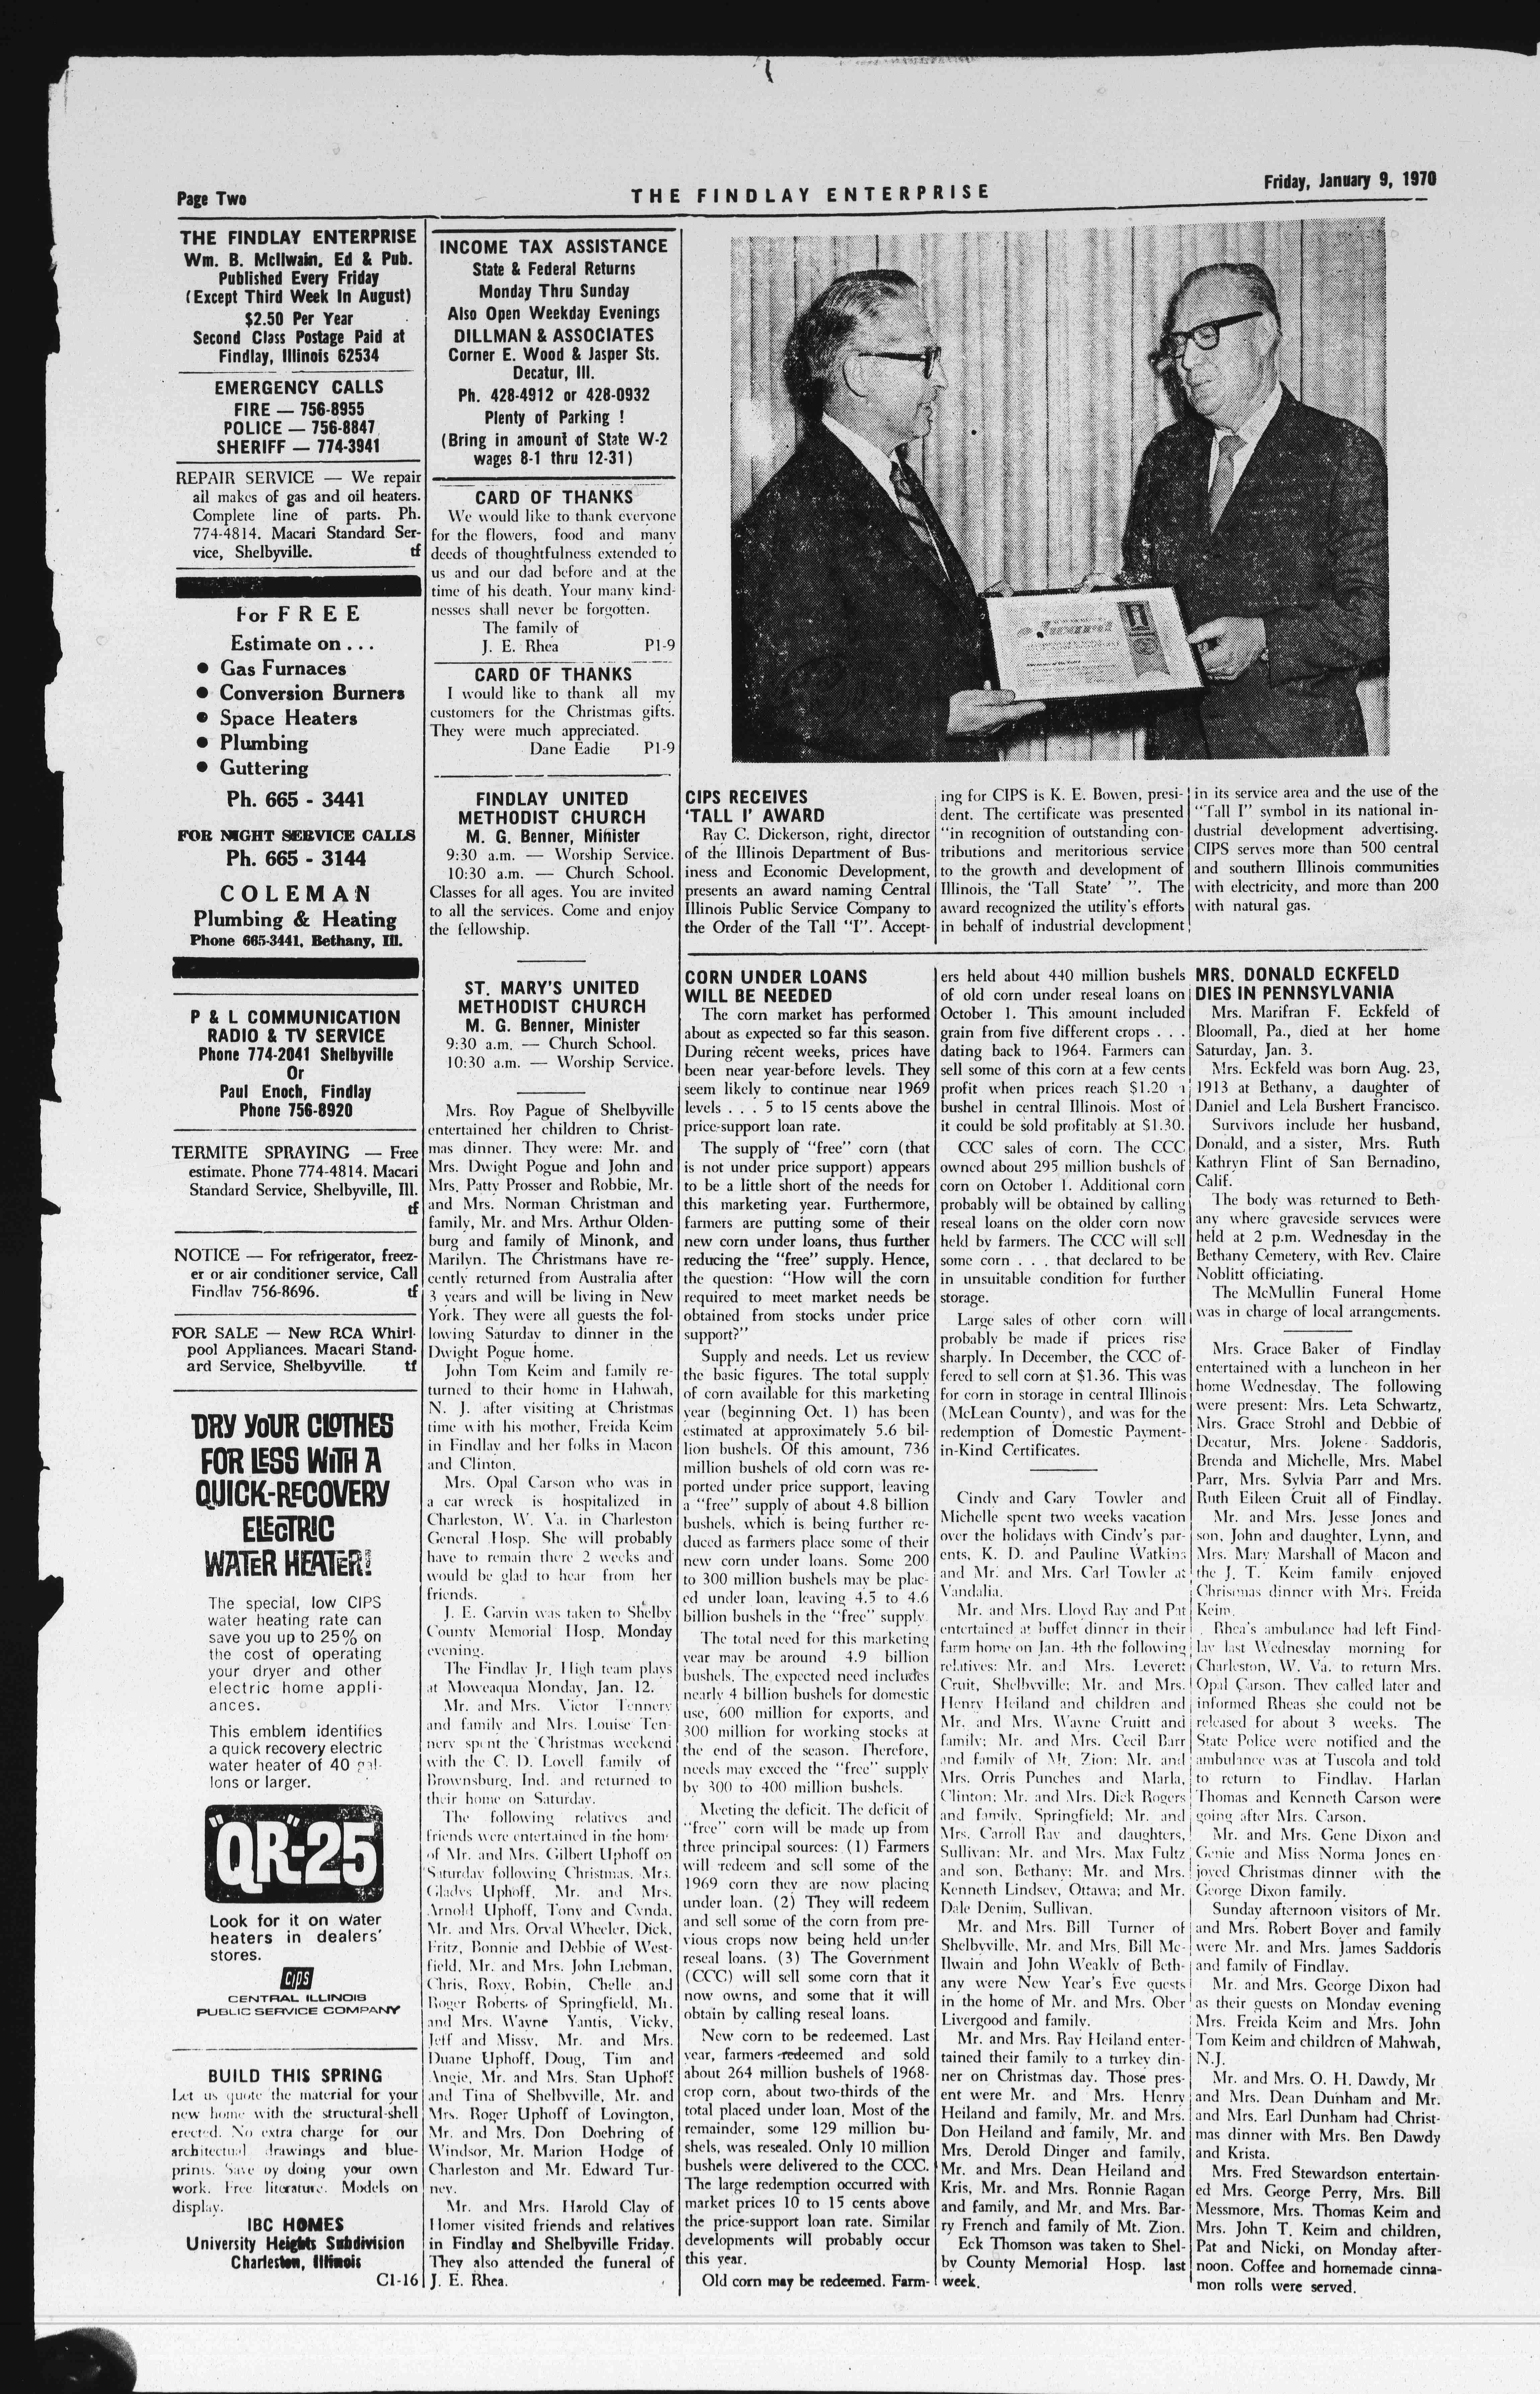 Page Two
THE FINDLAY ENTERPRISE
Friday, January 9, 1970
THE FINDLAY ENTERPRISE
Wm. B. McIlwain, Ed & Pub.
Published Every Friday
(Except Third Week In August)
$2.50 Per Year
Second Class Postage Paid at
Findlay, Illinois 62534
EMERGENCY CALLS
FIRE — 756-8955
POLICE — 756-8847
SHERIFF — 774-3941
REPAIR SERVICE — We repair
all makes of gas and oil heaters.
Complete line of parts. Ph.
774-4814. Macari Standard Ser-
vice, Shelbyville. tf
For FREE
Estimate on . . .
● Gas Furnaces
● Conversion Burners
● Space Heaters
● Plumbing
● Guttering
Ph. 665 - 3441
FOR NIGHT SERVICE CALLS
Ph. 665 - 3144
COLEMAN
Plumbing & Heating
Phone 665-3441, Bethany, Ill.
P & L COMMUNICATION
RADIO & TV SERVICE
Phone 774-2041 Shelbyville
Or
Paul Enoch, Findlay
Phone 756-8920
TERMITE SPRAYING — Free
estimate. Phone 774-4814. Macari
Standard Service, Shelbyville, Ill.
tf
NOTICE — For refrigerator, freez-
er or air conditioner service, Call
Findlay 756-8696. tf
FOR SALE — New RCA Whirl-
pool Appliances. Macari Stand-
ard Service, Shelbyville. tf
DRY YOUR CLOTHES
FOR LESS WITH A
QUICK-RECOVERY
ELECTRIC
WATER HEATER!
The special, low CIPS
water heating rate can
save you up to 25% on
the cost of operating
your dryer and other
electric home appli-
ances.
This emblem identifies
a quick recovery electric
water heater of 40 gal-
lons or larger.
"QR"-25
Look for it on water
heaters in dealers'
stores.
CIPS
CENTRAL ILLINOIS
PUBLIC SERVICE COMPANY
BUILD THIS SPRING
Let us quote the material for your
new home with the structural-shell
erected. No extra charge for our
architectural drawings and blue-
prints. Save by doing your own
work. Free literature. Models on
display.
IBC HOMES
University Heights Subdivision
Charleston, Illinois
C1-16
INCOME TAX ASSISTANCE
State & Federal Returns
Monday Thru Sunday
Also Open Weekday Evenings
DILLMAN & ASSOCIATES
Corner E. Wood & Jasper Sts.
Decatur, Ill.
Ph. 428-4912 or 428-0932
Plenty of Parking !
(Bring in amount of State W-2
wages 8-1 thru 12-31)
CARD OF THANKS
We would like to thank everyone
for the flowers, food and many
deeds of thoughtfulness extended to
us and our dad before and at the
time of his death. Your many kind-
nesses shall never be forgotten.
The family of
J. E. Rhea P1-9
CARD OF THANKS
I would like to thank all my
customers for the Christmas gifts.
They were much appreciated.
Dane Eadie P1-9
FINDLAY UNITED
METHODIST CHURCH
M. G. Benner, Minister
9:30 a.m. — Worship Service.
10:30 a.m. — Church School.
Classes for all ages. You are invited
to all the services. Come and enjoy
the fellowship.
ST. MARY'S UNITED
METHODIST CHURCH
M. G. Benner, Minister
9:30 a.m. — Church School.
10:30 a.m. — Worship Service.
Mrs. Roy Pague of Shelbyville
entertained her children to Christ-
mas dinner. They were: Mr. and
Mrs. Dwight Pogue and John and
Mrs. Patty Prosser and Robbie, Mr.
and Mrs. Norman Christman and
family, Mr. and Mrs. Arthur Olden-
burg and family of Minonk, and
Marilyn. The Christmans have re-
cently returned from Australia after
3 years and will be living in New
York. They were all guests the fol-
lowing Saturday to dinner in the
Dwight Pogue home.
John Tom Keim and family re-
turned to their home in Hahwah,
N. J. after visiting at Christmas
time with his mother, Freida Keim
in Findlay and her folks in Macon
and Clinton.
Mrs. Opal Carson who was in
a car wreck is hospitalized in
Charleston, W. Va. in Charleston
General Hosp. She will probably
have to remain there 2 weeks and
would be glad to hear from her
friends.
J. E. Garvin was taken to Shelby
County Memorial Hosp. Monday
evening.
The Findlay Jr. High team plays
at Moweaqua Monday, Jan. 12.
Mr. and Mrs. Victor Tennery
and family and Mrs. Louise Ten-
nery spent the Christmas weekend
with the C. D. Lovell family of
Brownsburg, Ind. and returned to
their home on Saturday.
The following relatives and
friends were entertained in the home
of Mr. and Mrs. Gilbert Uphoff on
Saturday following Christmas. Mrs.
Gladys Uphoff, Mr. and Mrs.
Arnold Uphoff, Tony and Cynda,
Mr. and Mrs. Orval Wheeler, Dick,
Fritz, Bonnie and Debbie of West-
field, Mr. and Mrs. John Liebman,
Chris, Roxy, Robin, Chelle and
Roger Roberts of Springfield, Mr.
and Mrs. Wayne Yantis, Vicky,
Jeff and Missy, Mr. and Mrs.
Duane Uphoff, Doug, Tim and
Angie, Mr. and Mrs. Stan Uphoff
and Tina of Shelbyville, Mr. and
Mrs. Roger Uphoff of Lovington,
Mr. and Mrs. Don Doehring of
Windsor, Mr. Marion Hodge of
Charleston and Mr. Edward Tur-
ney.
Mr. and Mrs. Harold Clay of
Homer visited friends and relatives
in Findlay and Shelbyville Friday.
They also attended the funeral of
J. E. Rhea.
Award
CIPS RECEIVES
'TALL I' AWARD
Ray C. Dickerson, right, director
of the Illinois Department of Bus-
iness and Economic Development,
presents an award naming Central
Illinois Public Service Company to
the Order of the Tall "I". Accept-
ing for CIPS is K. E. Bowen, presi-
dent. The certificate was presented
"in recognition of outstanding con-
tributions and meritorious service
to the growth and development of
Illinois, the 'Tall State' ". The
award recognized the utility's efforts
in behalf of industrial development
in its service area and the use of the
"Tall I" symbol in its national in-
dustrial development advertising.
CIPS serves more than 500 central
and southern Illinois communities
with electricity, and more than 200
with natural gas.
CORN UNDER LOANS
WILL BE NEEDED
The corn market has performed
about as expected so far this season.
During recent weeks, prices have
been near year-before levels. They
seem likely to continue near 1969
levels . . . 5 to 15 cents above the
price-support loan rate.
The supply of "free" corn (that
is not under price support) appears
to be a little short of the needs for
this marketing year. Furthermore,
farmers are putting some of their
new corn under loans, thus further
reducing the "free" supply. Hence,
the question: "How will the corn
required to meet market needs be
obtained from stocks under price
support?"
Supply and needs. Let us review
the basic figures. The total supply
of corn available for this marketing
year (beginning Oct. 1) has been
estimated at approximately 5.6 bil-
lion bushels. Of this amount, 736
million bushels of old corn was re-
ported under price support, leaving
a "free" supply of about 4.8 billion
bushels, which is being further re-
duced as farmers place some of their
new corn under loans. Some 200
to 300 million bushels may be plac-
ed under loan, leaving 4.5 to 4.6
billion bushels in the "free" supply.
The total need for this marketing
year may be around 4.9 billion
bushels. The expected need includes
nearly 4 billion bushels for domestic
use, 600 million for exports, and
300 million for working stocks at
the end of the season. Therefore,
needs may exceed the "free" supply
by 300 to 400 million bushels.
Meeting the deficit. The deficit of
"free" corn will be made up from
three principal sources: (1) Farmers
will redeem and sell some of the
1969 corn they are now placing
under loan. (2) They will redeem
and sell some of the corn from pre-
vious crops now being held under
reseal loans. (3) The Government
(CCC) will sell some corn that it
now owns, and some that it will
obtain by calling reseal loans.
New corn to be redeemed. Last
year, farmers redeemed and sold
about 264 million bushels of 1968-
crop corn, about two-thirds of the
total placed under loan. Most of the
remainder, some 129 million bu-
shels, was resealed. Only 10 million
bushels were delivered to the CCC.
The large redemption occurred with
market prices 10 to 15 cents above
the price-support loan rate. Similar
developments will probably occur
this year.
Old corn may be redeemed. Farm-
ers held about 440 million bushels
of old corn under reseal loans on
October 1. This amount included
grain from five different crops . . .
dating back to 1964. Farmers can
sell some of this corn at a few cents
profit when prices reach $1.20 a
bushel in central Illinois. Most of
it could be sold profitably at $1.30.
CCC sales of corn. The CCC
owned about 295 million bushels of
corn on October 1. Additional corn
probably will be obtained by calling
reseal loans on the older corn now
held by farmers. The CCC will sell
some corn . . . that declared to be
in unsuitable condition for further
storage.
Large sales of other corn will
probably be made if prices rise
sharply. In December, the CCC of-
fered to sell corn at $1.36. This was
for corn in storage in central Illinois
(McLean County), and was for the
redemption of Domestic Payment-
in-Kind Certificates.
Cindy and Gary Towler and
Michelle spent two weeks vacation
over the holidays with Cindy's par-
ents, K. D. and Pauline Watkins
and Mr. and Mrs. Carl Towler at
Vandalia.
Mr. and Mrs. Lloyd Ray and Pat
entertained at buffet dinner in their
farm home on Jan. 4th the following
relatives: Mr. and Mrs. Leverett
Cruit, Shelbyville; Mr. and Mrs.
Henry Heiland and children and
Mr. and Mrs. Wayne Cruitt and
family; Mr. and Mrs. Cecil Barr
and family of Mt. Zion; Mr. and
Mrs. Orris Punches and Marla,
Clinton; Mr. and Mrs. Dick Rogers
and family, Springfield; Mr. and
Mrs. Carroll Ray and daughters,
Sullivan; Mr. and Mrs. Max Fultz
and son, Bethany; Mr. and Mrs.
Kenneth Lindsey, Ottawa; and Mr.
Dale Denim, Sullivan.
Mr. and Mrs. Bill Turner of
Shelbyville, Mr. and Mrs. Bill Mc-
Ilwain and John Weakly of Beth-
any were New Year's Eve guests
in the home of Mr. and Mrs. Ober
Livergood and family.
Mr. and Mrs. Ray Heiland enter-
tained their family to a turkey din-
ner on Christmas day. Those pres-
ent were Mr. and Mrs. Henry
Heiland and family, Mr. and Mrs.
Don Heiland and family, Mr. and
Mrs. Derold Dinger and family,
Mr. and Mrs. Dean Heiland and
Kris, Mr. and Mrs. Ronnie Ragan
and family, and Mr. and Mrs. Bar-
ry French and family of Mt. Zion.
Eck Thomson was taken to Shel-
by County Memorial Hosp. last
week.
MRS. DONALD ECKFELD
DIES IN PENNSYLVANIA
Mrs. Marifran F. Eckfeld of
Bloomall, Pa., died at her home
Saturday, Jan. 3.
Mrs. Eckfeld was born Aug. 23,
1913 at Bethany, a daughter of
Daniel and Lela Bushert Francisco.
Survivors include her husband,
Donald, and a sister, Mrs. Ruth
Kathryn Flint of San Bernadino,
Calif.
The body was returned to Beth-
any where graveside services were
held at 2 p.m. Wednesday in the
Bethany Cemetery, with Rev. Claire
Noblitt officiating.
The McMullin Funeral Home
was in charge of local arrangements.
Mrs. Grace Baker of Findlay
entertained with a luncheon in her
home Wednesday. The following
were present: Mrs. Leta Schwartz,
Mrs. Grace Strohl and Debbie of
Decatur, Mrs. Jolene Saddoris,
Brenda and Michelle, Mrs. Mabel
Parr, Mrs. Sylvia Parr and Mrs.
Ruth Eileen Cruit all of Findlay.
Mr. and Mrs. Jesse Jones and
son, John and daughter, Lynn, and
Mrs. Mary Marshall of Macon and
the J. T. Keim family enjoyed
Christmas dinner with Mrs. Freida
Keim.
Rhea's ambulance had left Find-
lay last Wednesday morning for
Charleston, W. Va. to return Mrs.
Opal Carson. They called later and
informed Rheas she could not be
released for about 3 weeks. The
State Police were notified and the
ambulance was at Tuscola and told
to return to Findlay. Harlan
Thomas and Kenneth Carson were
going after Mrs. Carson.
Mr. and Mrs. Gene Dixon and
Genie and Miss Norma Jones en-
joyed Christmas dinner with the
George Dixon family.
Sunday afternoon visitors of Mr.
and Mrs. Robert Boyer and family
were Mr. and Mrs. James Saddoris
and family of Findlay.
Mr. and Mrs. George Dixon had
as their guests on Monday evening
Mrs. Freida Keim and Mrs. John
Tom Keim and children of Mahwah,
N.J.
Mr. and Mrs. O. H. Dawdy, Mr
and Mrs. Dean Dunham and Mr.
and Mrs. Earl Dunham had Christ-
mas dinner with Mrs. Ben Dawdy
and Krista.
Mrs. Fred Stewardson entertain-
ed Mrs. George Perry, Mrs. Bill
Messmore, Mrs. Thomas Keim and
Mrs. John T. Keim and children,
Pat and Nicki, on Monday after-
noon. Coffee and homemade cinna-
mon rolls were served.